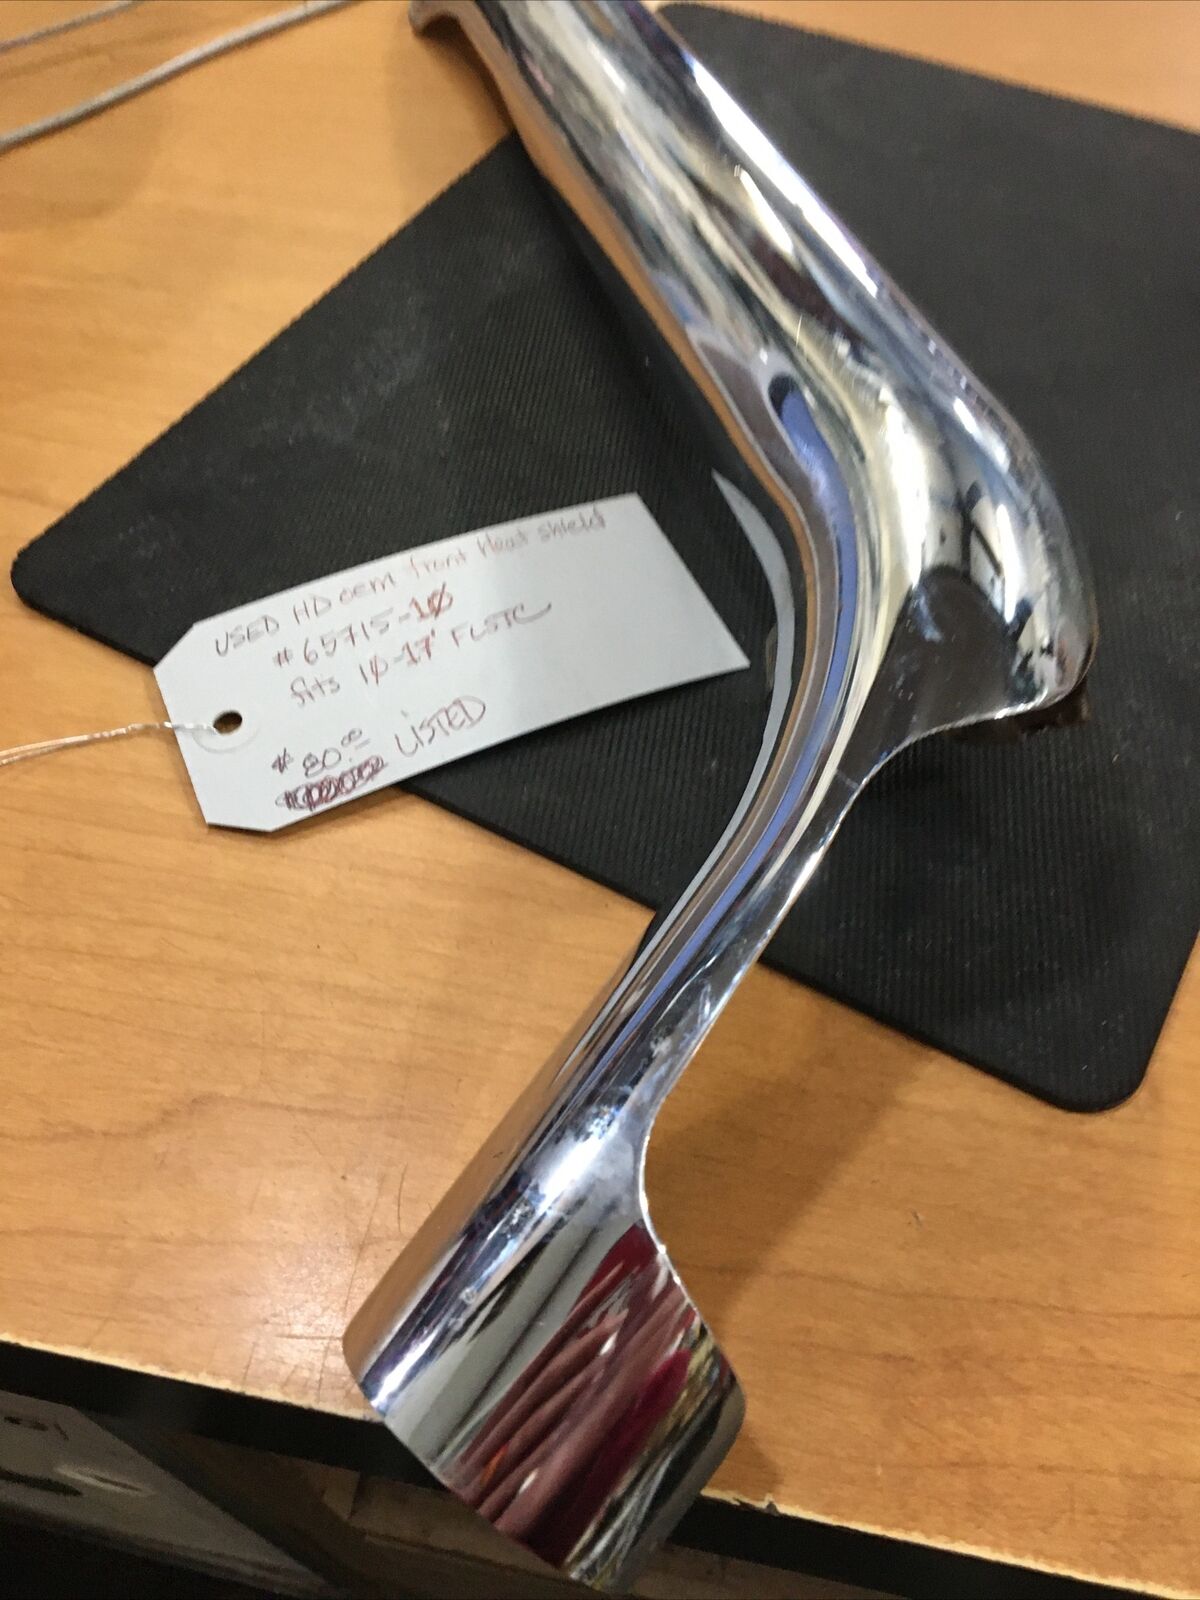 USED HD oem front Heat shield
# 65715-10
fits 10-17' FLSTC
$ 80.00 LISTED